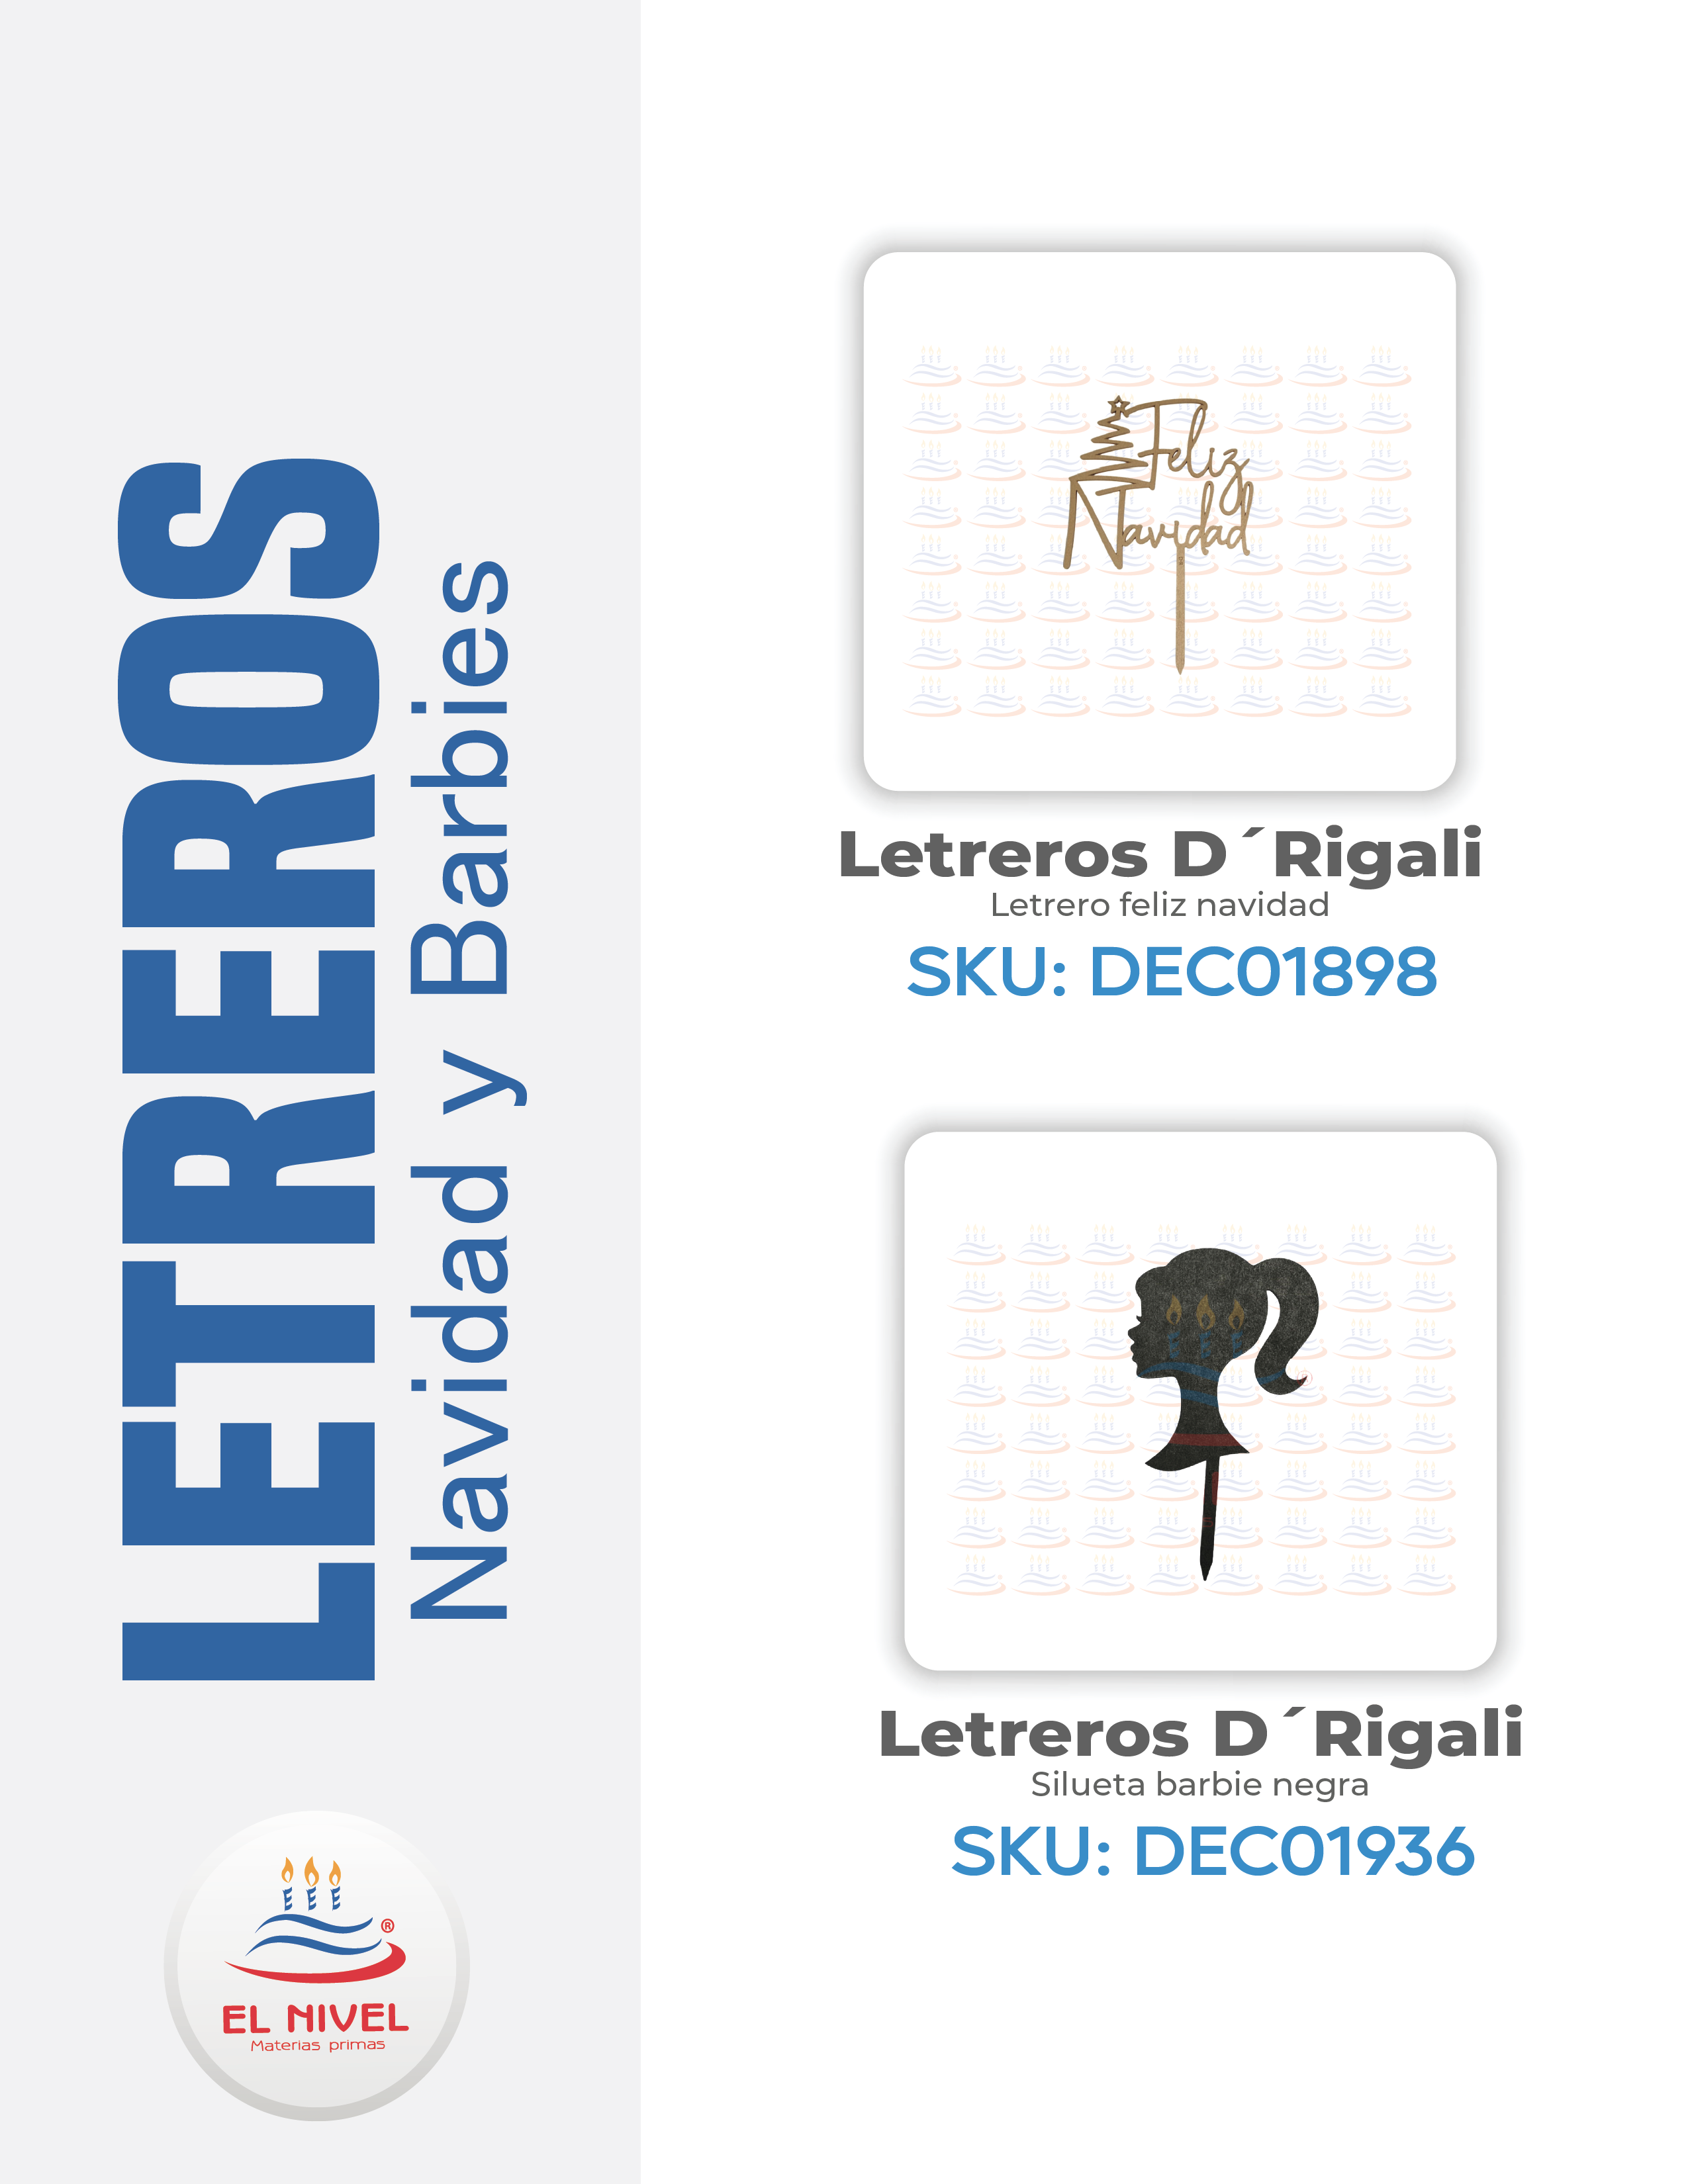 LETREROS
Navidad y Barbies
Feliz
Navidad
Letreros D´Rigali
Letrero feliz navidad
SKU: DEC01898
Letreros D´Rigali
Silueta barbie negra
SKU: DEC01936
®
EL NIVEL
Materias primas